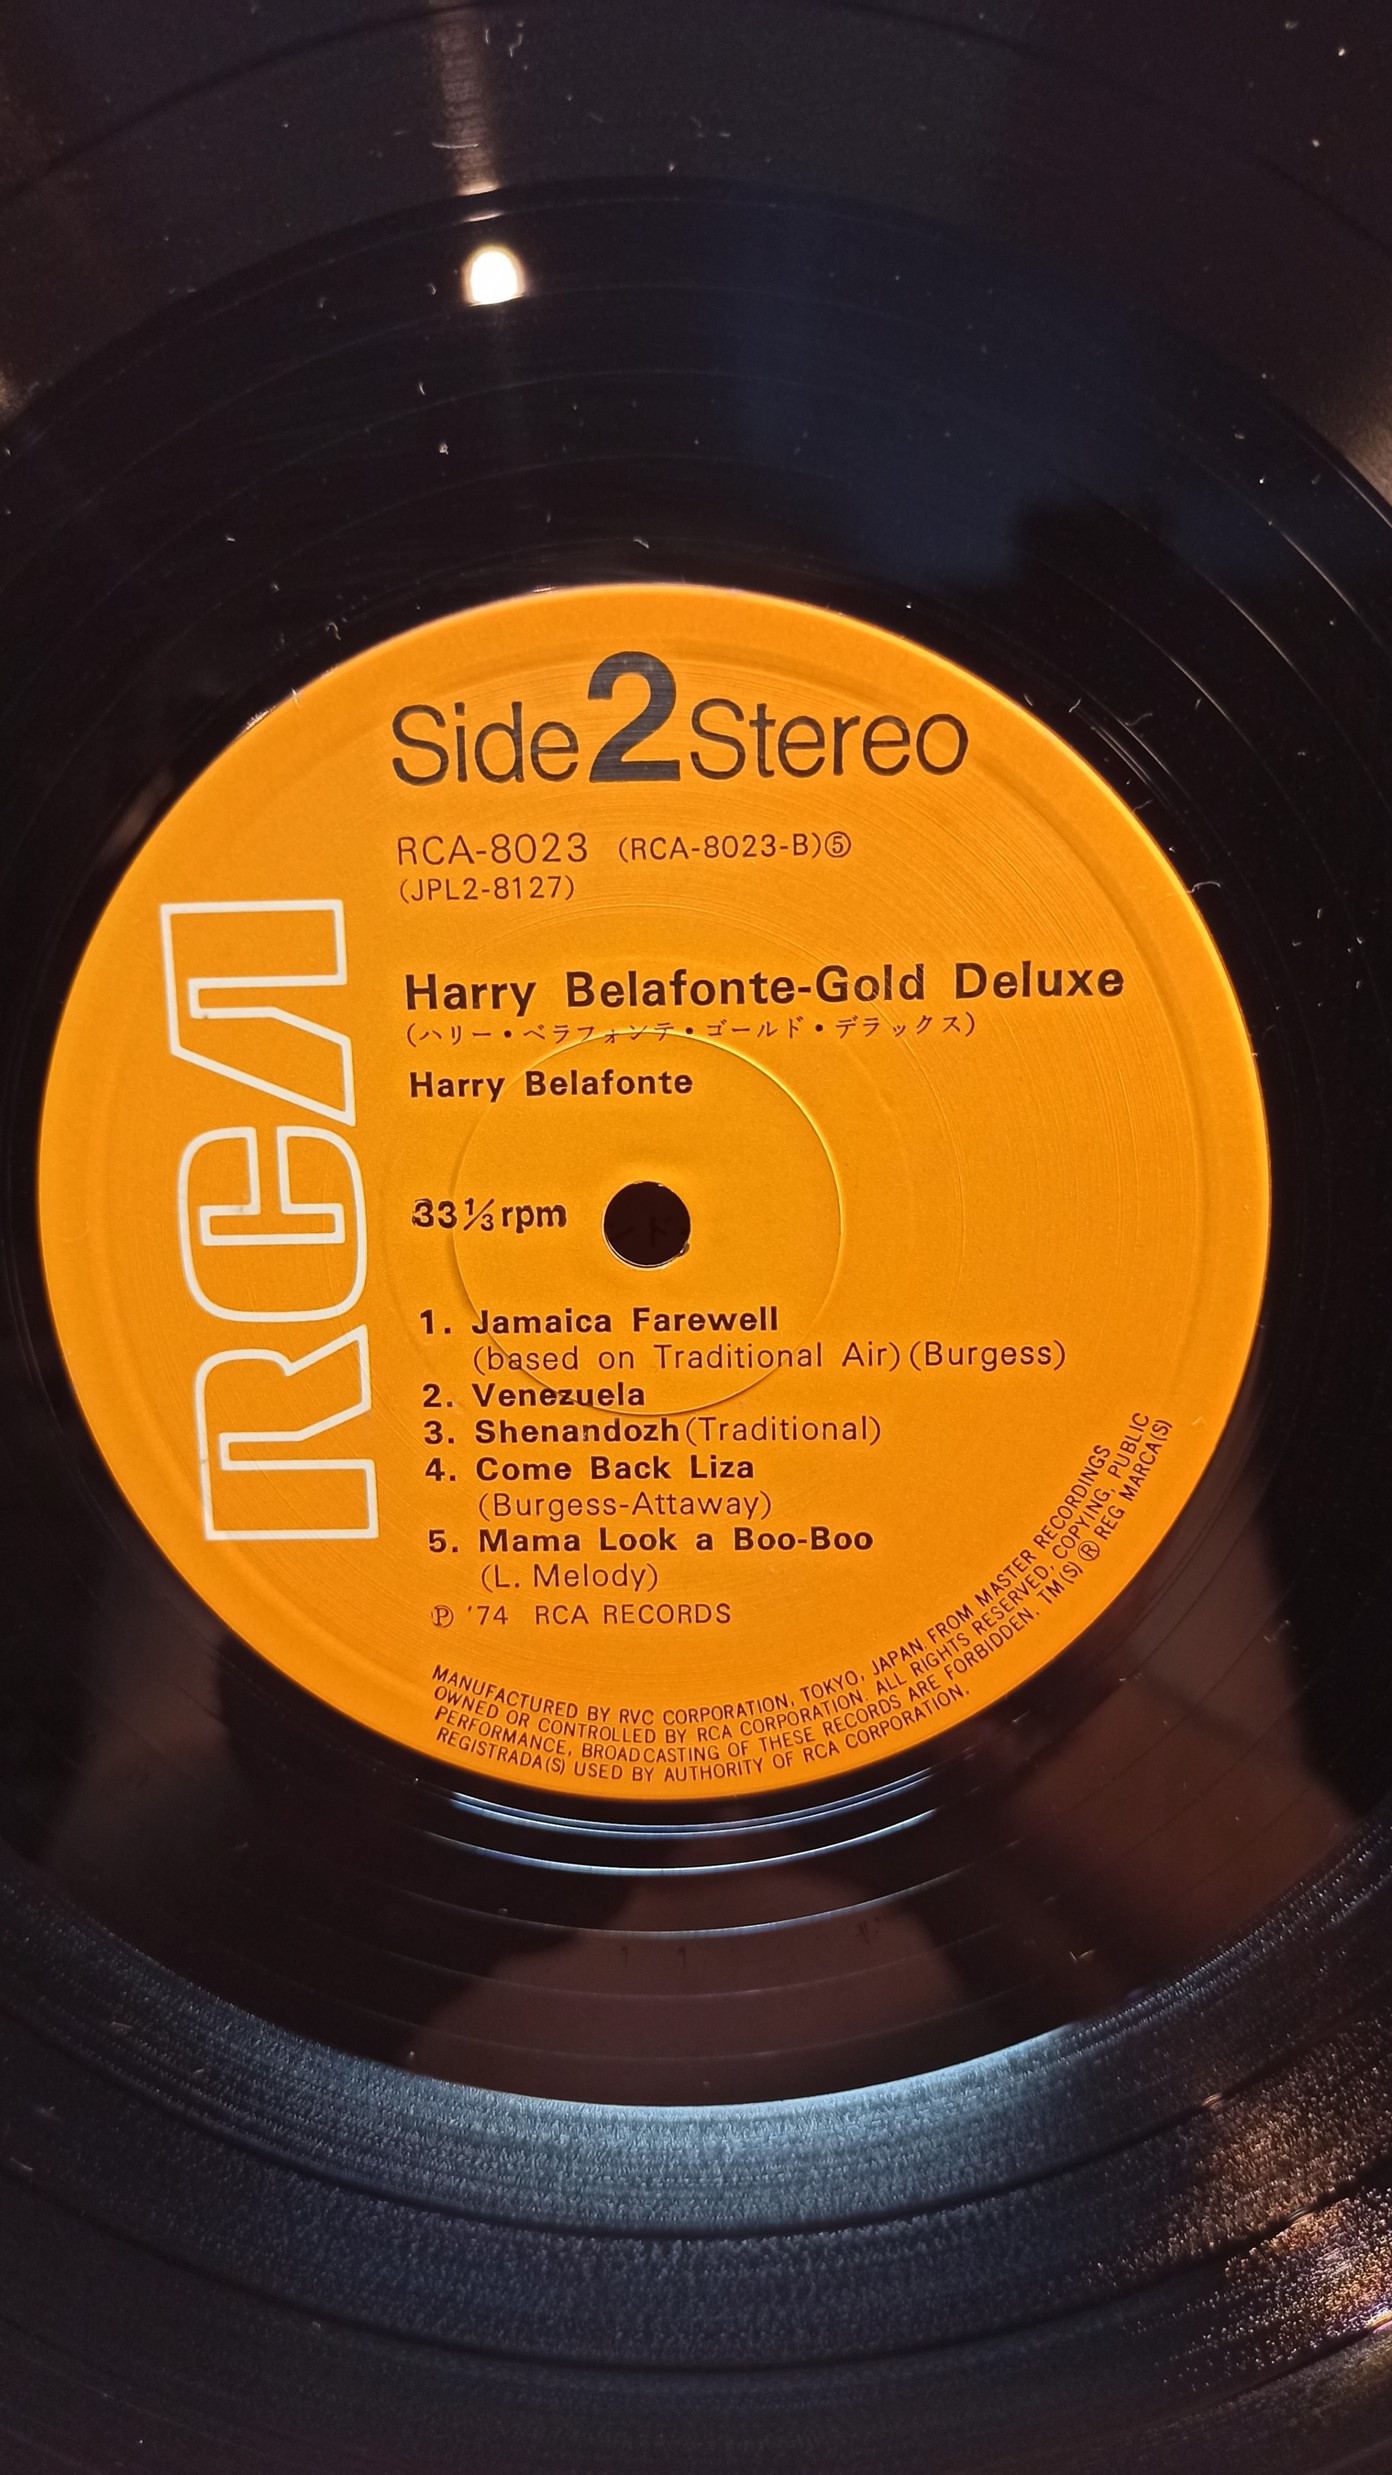 Side 2 Stereo
RCA-8023 (RCA-8023-B)⑤
(JPL2-8127)
Harry Belafonte-Gold Deluxe
(ハリー・ベラフォンテ・ゴールド・デラックス)
Harry Belafonte
33 1/3 rpm
1. Jamaica Farewell
(based on Traditional Air)(Burgess)
2. Venezuela
3. Shenandozh(Traditional)
4. Come Back Liza
(Burgess-Attaway)
5. Mama Look a Boo-Boo
(L. Melody)
Ⓟ '74 RCA RECORDS
MANUFACTURED BY RVC CORPORATION, TOKYO, JAPAN. FROM MASTER RECORDINGS
OWNED OR CONTROLLED BY RCA CORPORATION. ALL RIGHTS RESERVED, COPYING, PUBLIC
PERFORMANCE, BROADCASTING OF THESE RECORDS ARE FORBIDDEN. TM(S) ® REG MARCA(S)
REGISTRADA(S) USED BY AUTHORITY OF RCA CORPORATION.
RCA